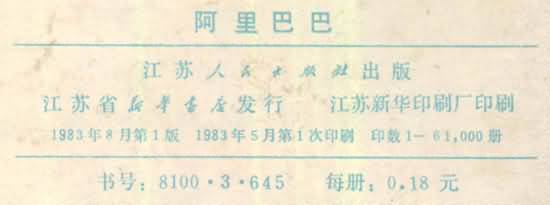 阿里巴巴
江苏人民出版社出版
江苏省新华书店发行 江苏新华印刷厂印刷
1983年8月第1版 1983年5月第1次印刷 印数1—61,000册
书号：8100·3·645 每册：0.18元